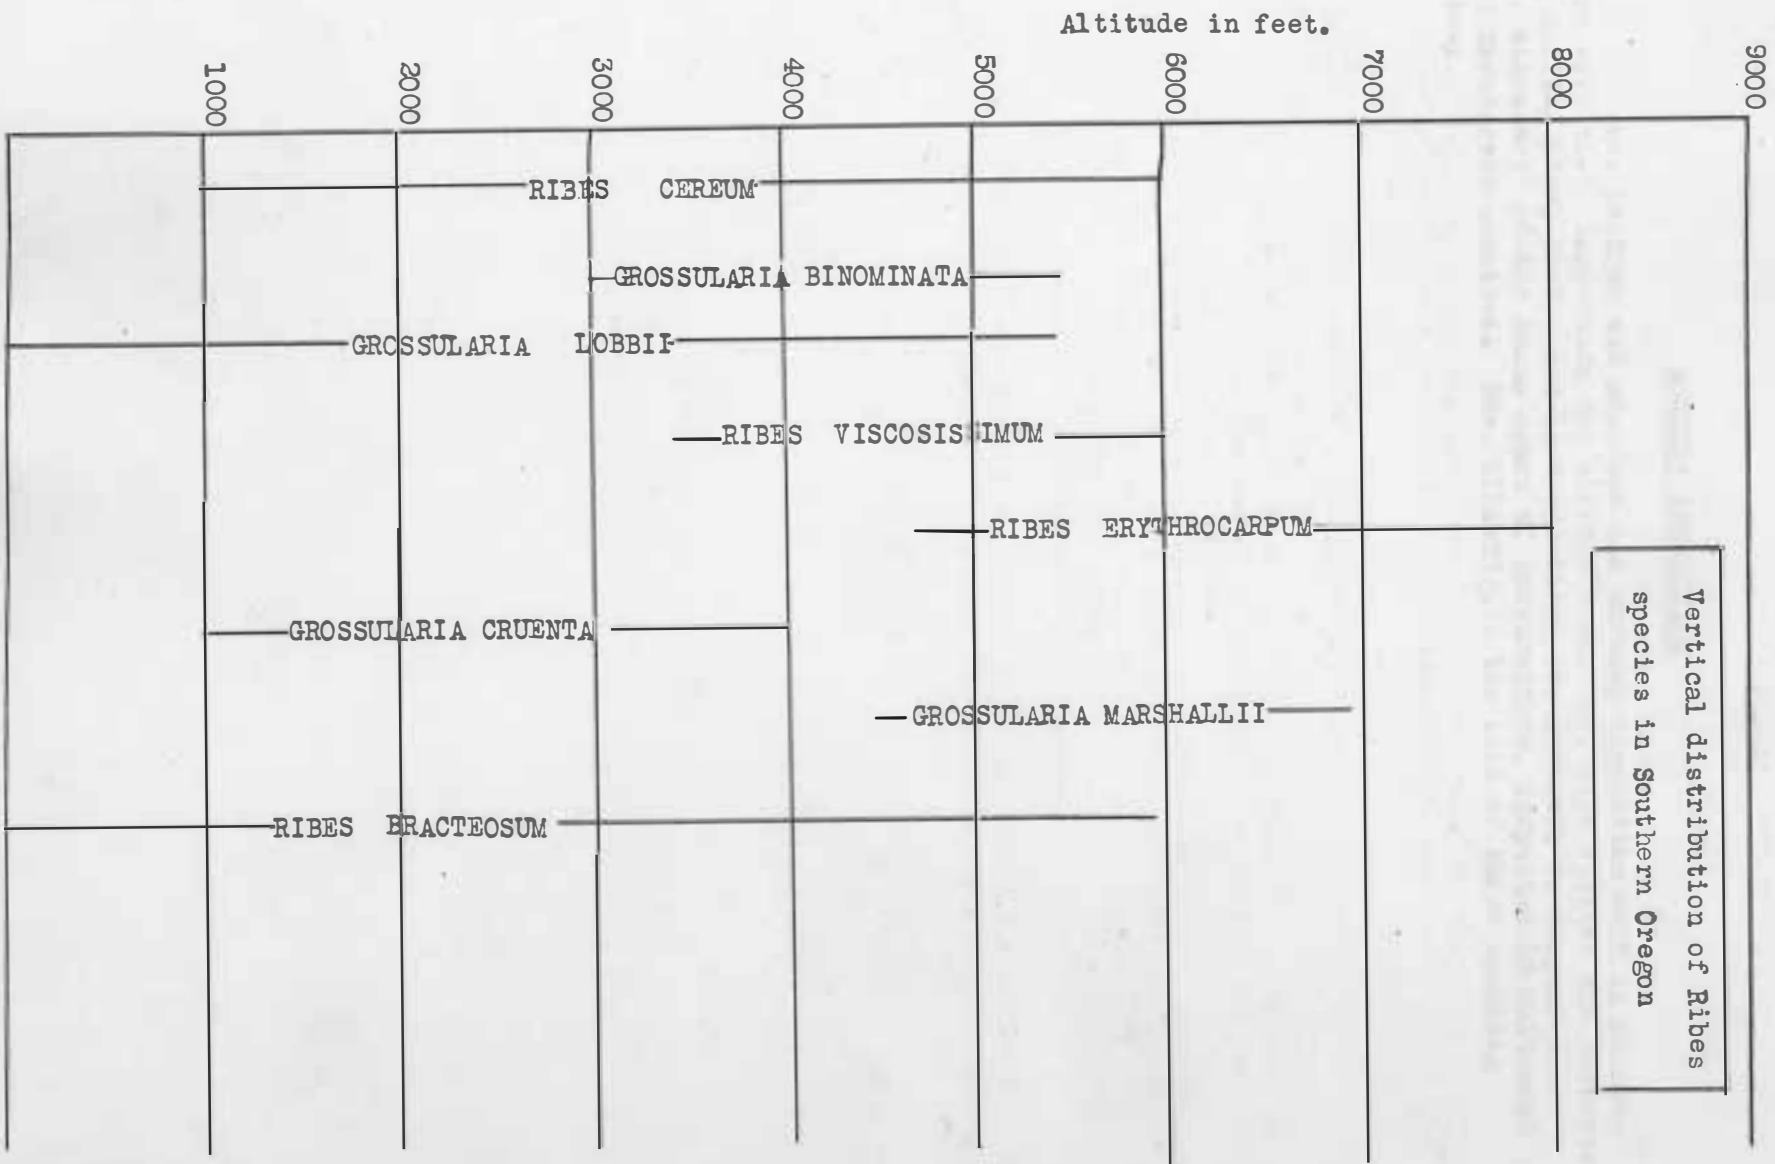 Altitude in feet.
1000
2000
3000
4000
5000
6000
7000
8000
9000
RIBES CEREUM
GROSSULARIA BINOMINATA
GROSSULARIA LOBBII
RIBES VISCOSISSIMUM
RIBES ERYTHROCARPUM
GROSSULARIA CRUENTA
GROSSULARIA MARSHALLII
RIBES BRACTEOSUM
Vertical distribution of Ribes
species in Southern Oregon